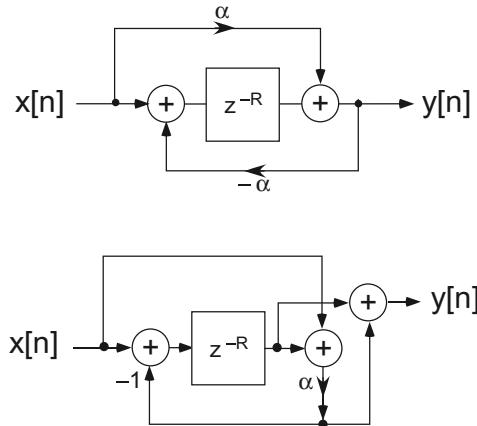 α
x[n] + z⁻ᴿ + y[n]
−α
+ y[n]
x[n] + z⁻ᴿ +
−1 α